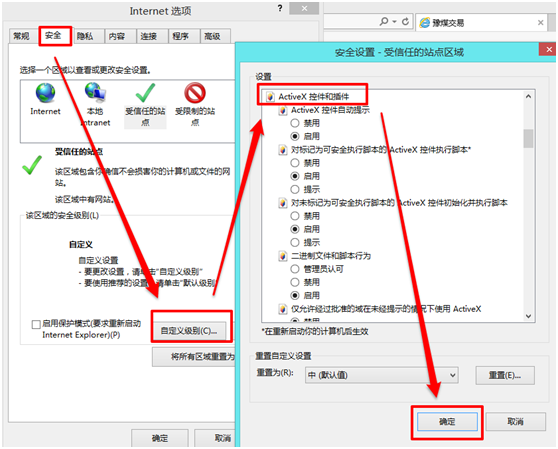 Internet 选项
?
常规
安全
隐私
内容
连接
程序
高级
选择一个区域以查看或更改安全设置。
Internet
本地
Intranet
受信任的站
点
受限制的站
点
受信任的站点
该区域包含你确信不会损害你的计算机或文件的网
站。
该区域中有网站。
该区域的安全级别(L)
自定义
自定义设置
- 要更改设置，请单击"自定义级别"
- 要使用推荐的设置，请单击"默认级别"
启用保护模式(要求重新启动
Internet Explorer)(P)
自定义级别(C)...
将所有区域重置为
确定
取消
豫煤交易
安全设置 - 受信任的站点区域
设置
ActiveX 控件和插件
ActiveX 控件自动提示
禁用
启用
对标记为可安全执行脚本的 ActiveX 控件执行脚本*
禁用
启用
提示
对未标记为可安全执行脚本的 ActiveX 控件初始化并执行脚本
禁用
启用
提示
二进制文件和脚本行为
管理员认可
禁用
启用
仅允许经过批准的域在未经提示的情况下使用 ActiveX
禁用
*在重新启动你的计算机后生效
重置自定义设置
重置为(R):
中 (默认值)
重置(E)...
确定
取消